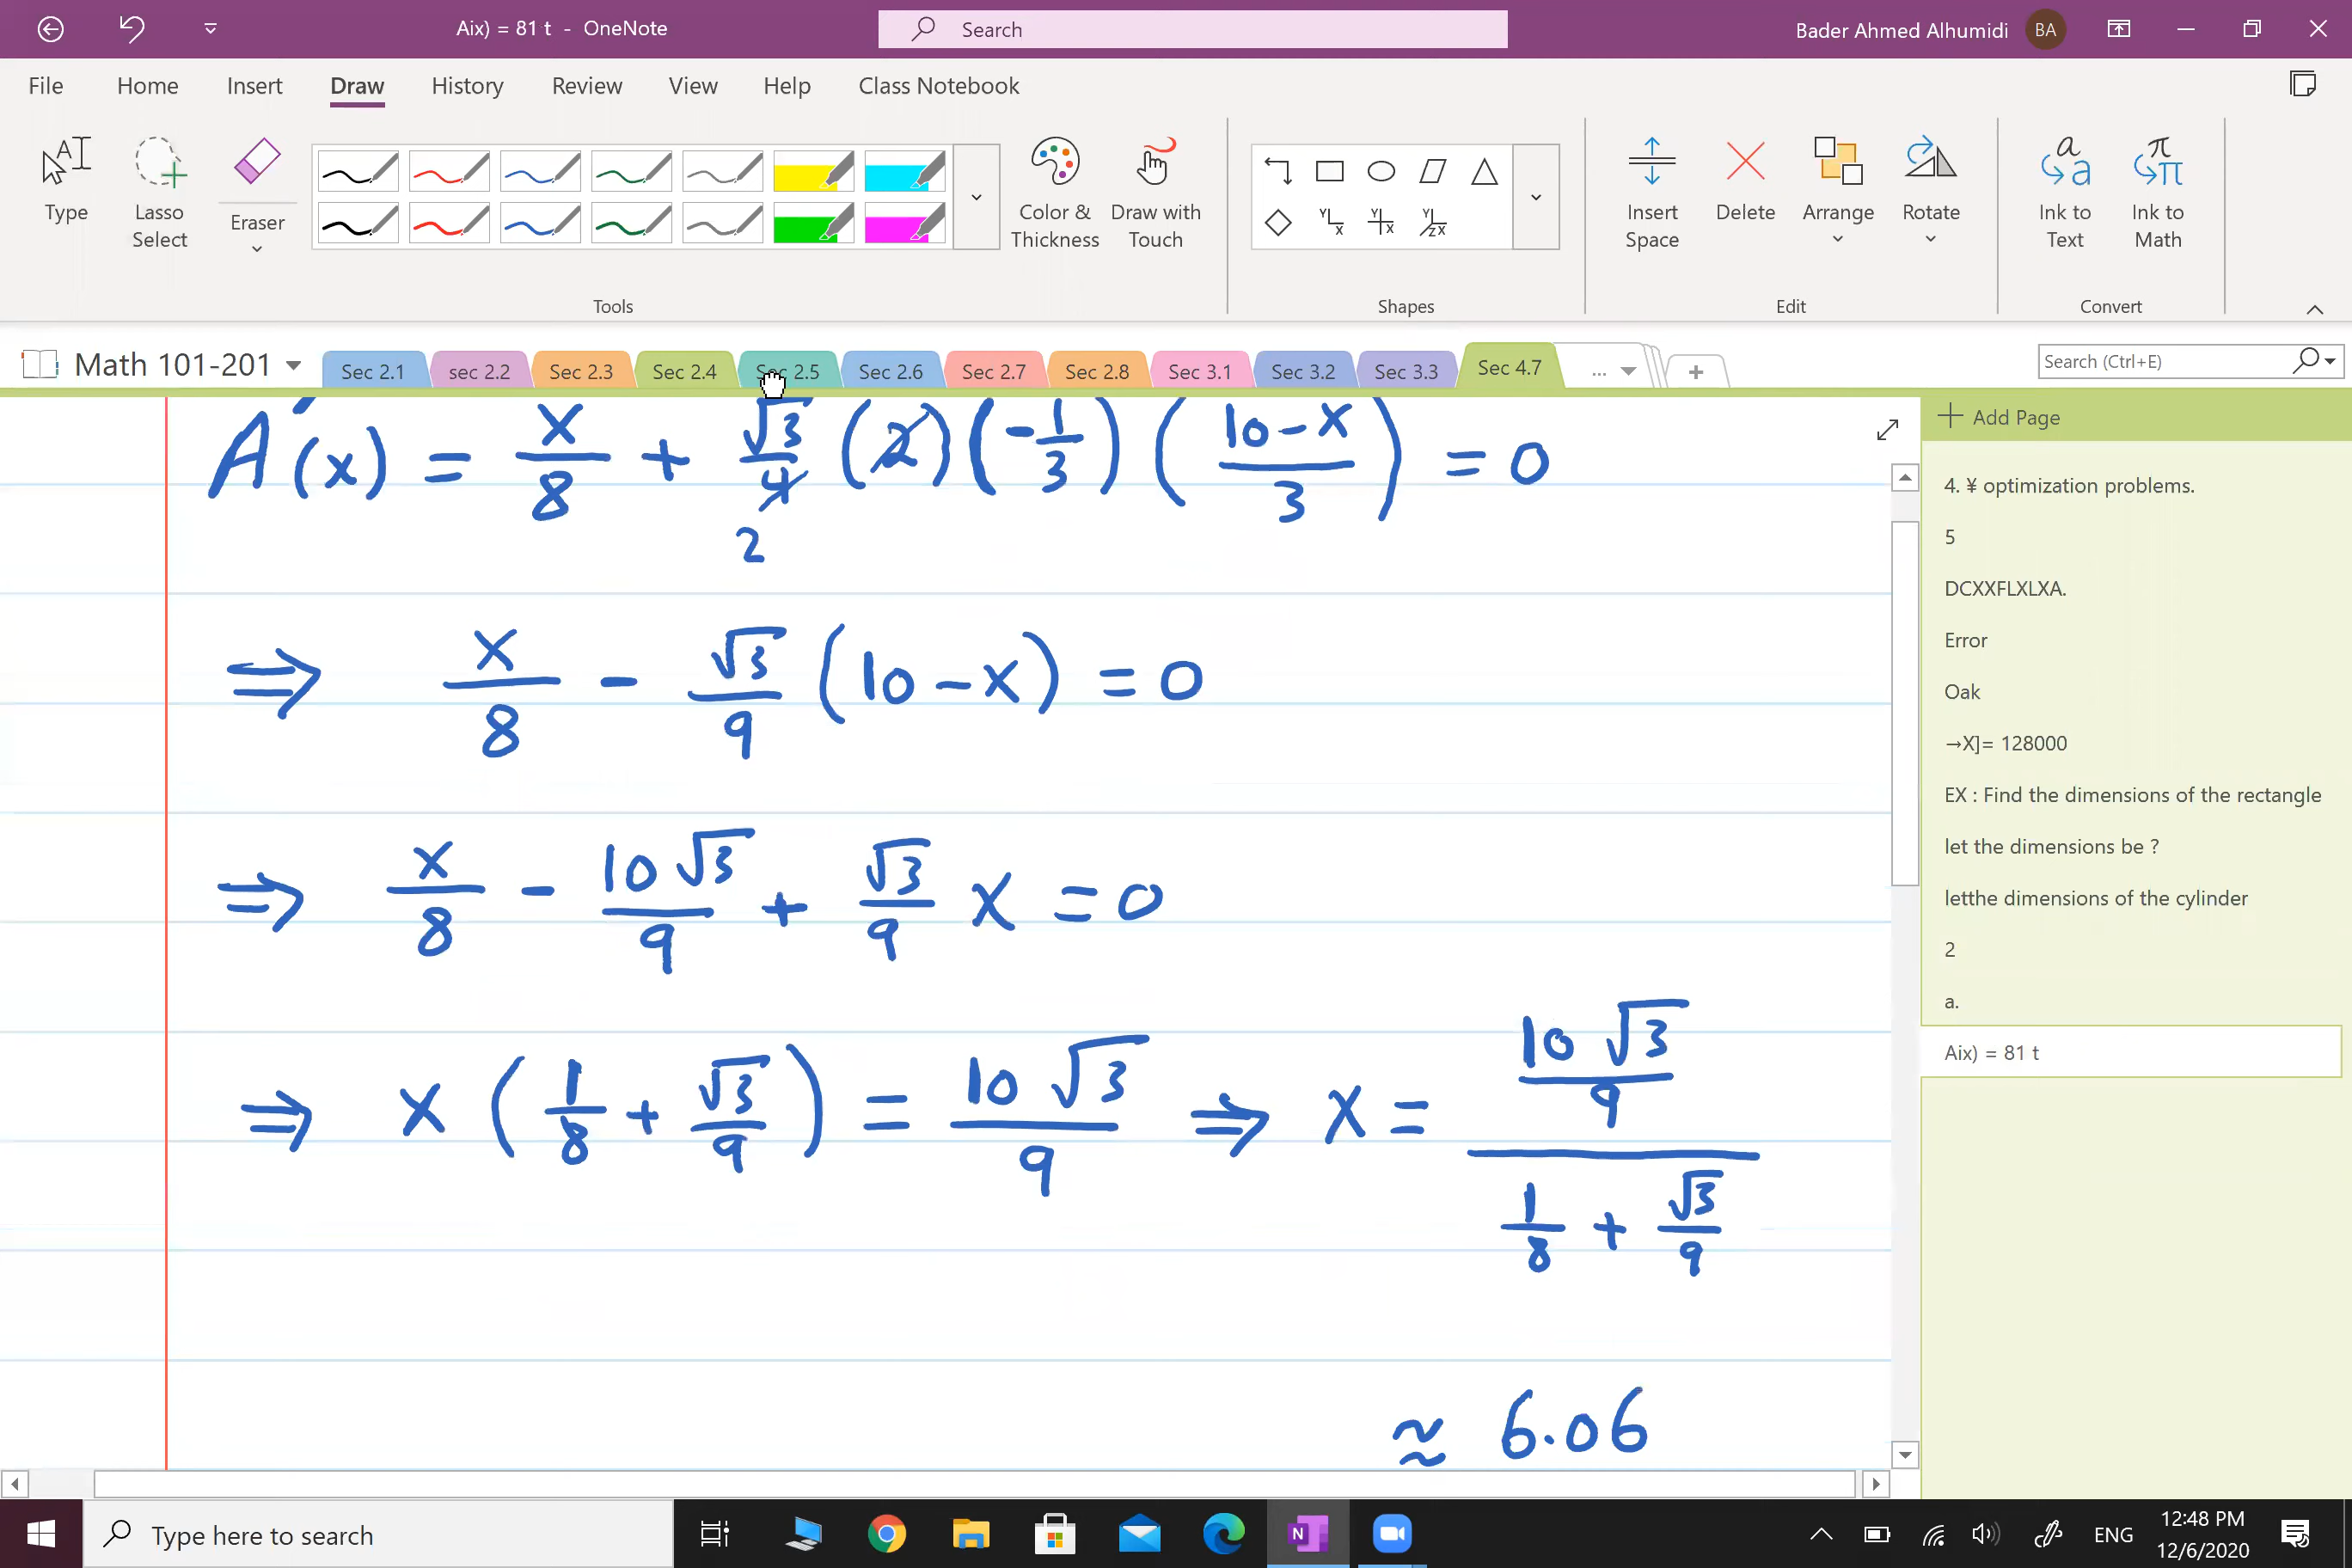 Aix) = 81 t - OneNote Search Bader Ahmed Alhumidi BA
File Home Insert Draw History Review View Help Class Notebook
Type Lasso Select Eraser Color & Thickness Draw with Touch Insert Space Delete Arrange Rotate Ink to Text Ink to Math
Tools Shapes Edit Convert
Math 101-201 Sec 2.1 sec 2.2 Sec 2.3 Sec 2.4 Sec 2.5 Sec 2.6 Sec 2.7 Sec 2.8 Sec 3.1 Sec 3.2 Sec 3.3 Sec 4.7 ... + Search (Ctrl+E)
A'(x) = x/8 + √3/4 (2)(-1/3)((10-x)/3) = 0
2
⇒ x/8 - √3/9 (10-x) = 0
⇒ x/8 - 10√3/9 + √3/9 x = 0
⇒ x (1/8 + √3/9) = 10√3/9 ⇒ x = (10√3/9)/(1/8 + √3/9)
≈ 6.06
+ Add Page
4. ¥ optimization problems.
5
DCXXFLXLXA.
Error
Oak
→X]= 128000
EX : Find the dimensions of the rectangle
let the dimensions be ?
letthe dimensions of the cylinder
2
a.
Aix) = 81 t
Type here to search ENG 12:48 PM
12/6/2020